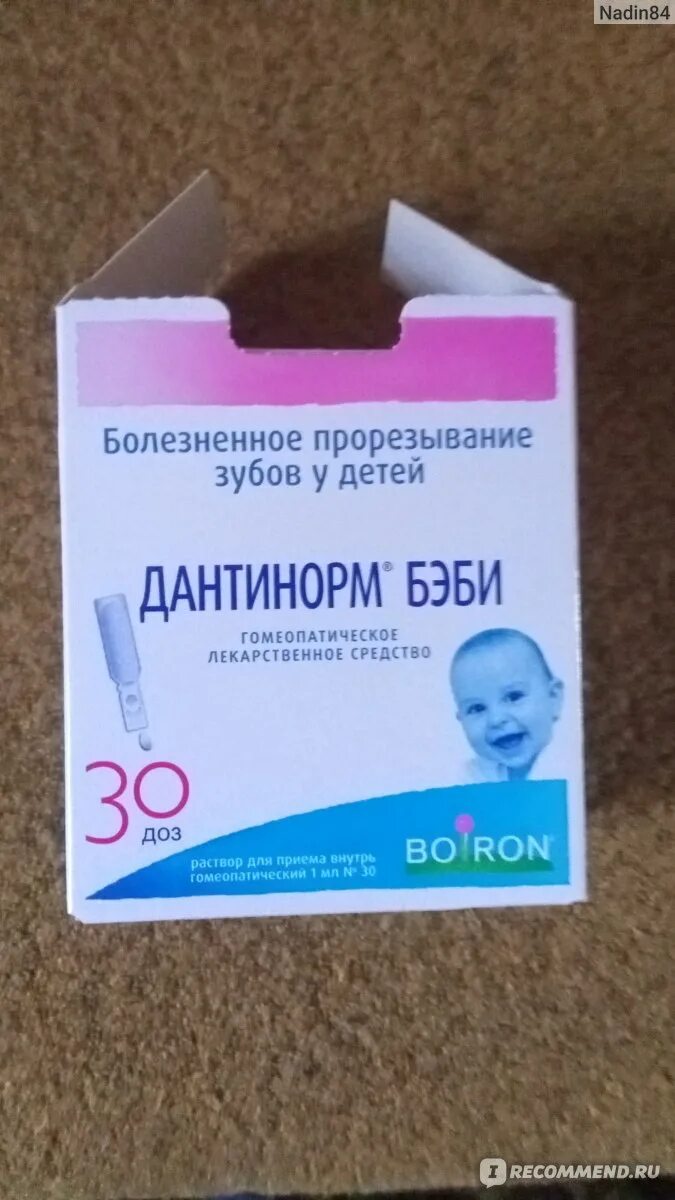 Nadin84
Болезненное прорезывание
зубов у детей
ДАНТИНОРМ® БЭБИ
ГОМЕОПАТИЧЕСКОЕ
ЛЕКАРСТВЕННОЕ СРЕДСТВО
30
ДОЗ
раствор для приема внутрь
гомеопатический 1 мл № 30
BOIRON
IRECOMMEND.RU